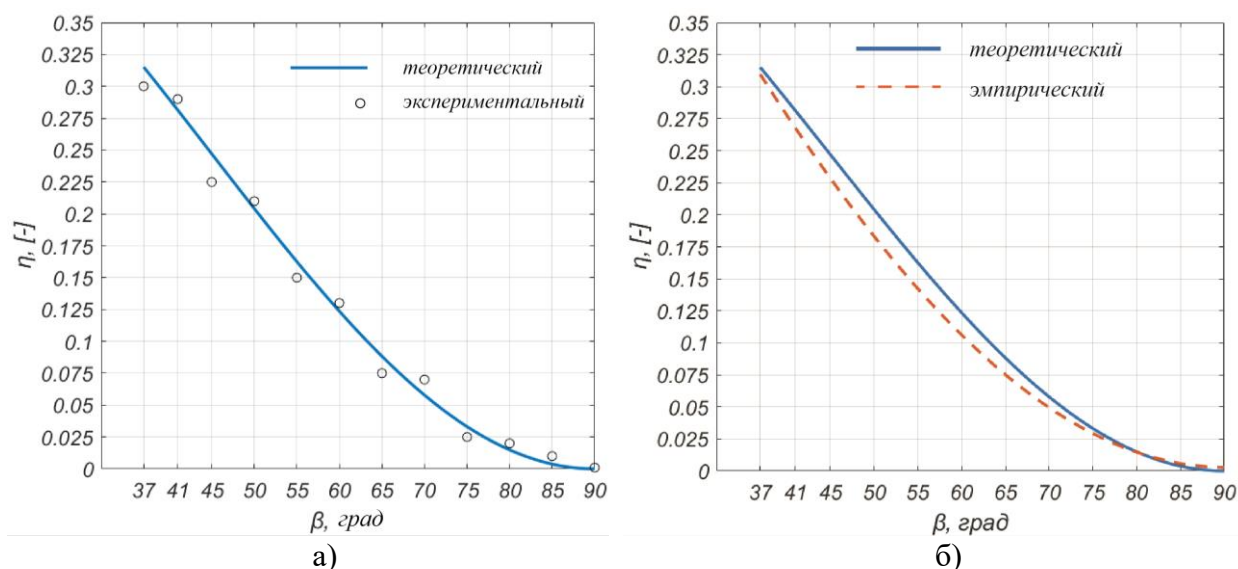 0.35
0.325
0.3
0.275
0.25
0.225
0.2
0.175
0.15
0.125
0.1
0.075
0.05
0.025
0
η, [-]
теоретический
экспериментальный
37 41 45 50 55 60 65 70 75 80 85 90
β, град
а)
0.35
0.325
0.3
0.275
0.25
0.225
0.2
0.175
0.15
0.125
0.1
0.075
0.05
0.025
0
η, [-]
теоретический
эмпирический
37 41 45 50 55 60 65 70 75 80 85 90
β, град
б)